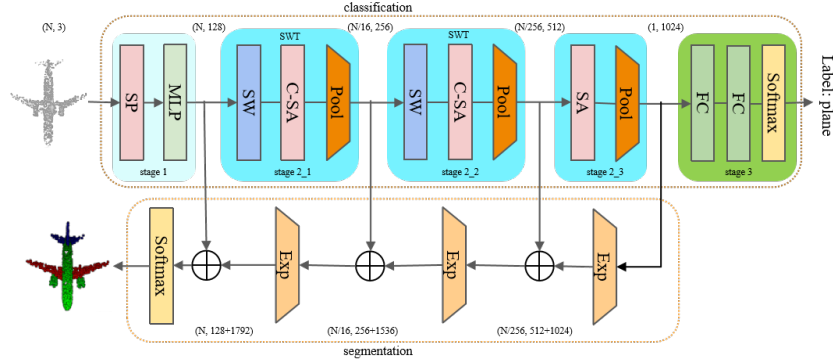 classification
(N, 3)
(N, 128)
(N/16, 256)
(N/256, 512)
(1, 1024)
SWT
SWT
SP
MLP
SW
C-SA
Pool
SW
C-SA
Pool
SA
Pool
FC
FC
Softmax
Label: plane
stage 1
stage 2_1
stage 2_2
stage 2_3
stage 3
Softmax
Exp
Exp
Exp
(N, 128+1792)
(N/16, 256+1536)
(N/256, 512+1024)
segmentation